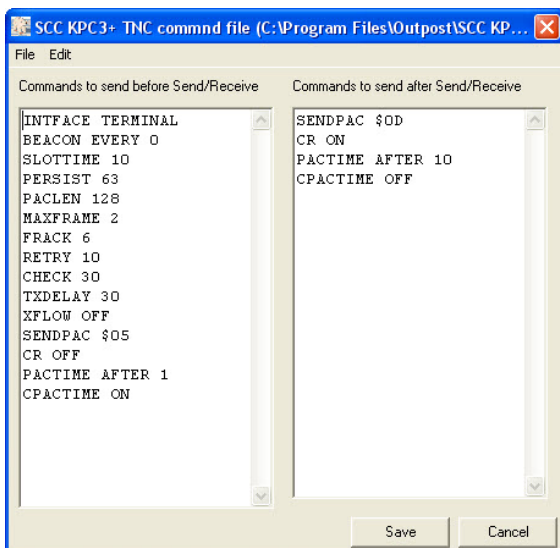 SCC KPC3+ TNC commnd file (C:\Program Files\Outpost\SCC KP...
File Edit
Commands to send before Send/Receive
INTFACE TERMINAL
BEACON EVERY 0
SLOTTIME 10
PERSIST 63
PACLEN 128
MAXFRAME 2
FRACK 6
RETRY 10
CHECK 30
TXDELAY 30
XFLOW OFF
SENDPAC $05
CR OFF
PACTIME AFTER 1
CPACTIME ON
Commands to send after Send/Receive
SENDPAC $0D
CR ON
PACTIME AFTER 10
CPACTIME OFF
Save
Cancel